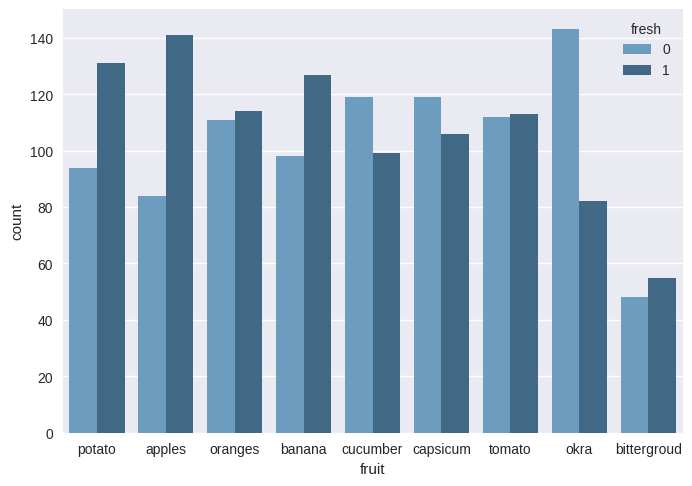 fresh
0
1
140
120
100
80
60
40
20
0
count
potato apples oranges banana cucumber capsicum tomato okra bittergroud
fruit